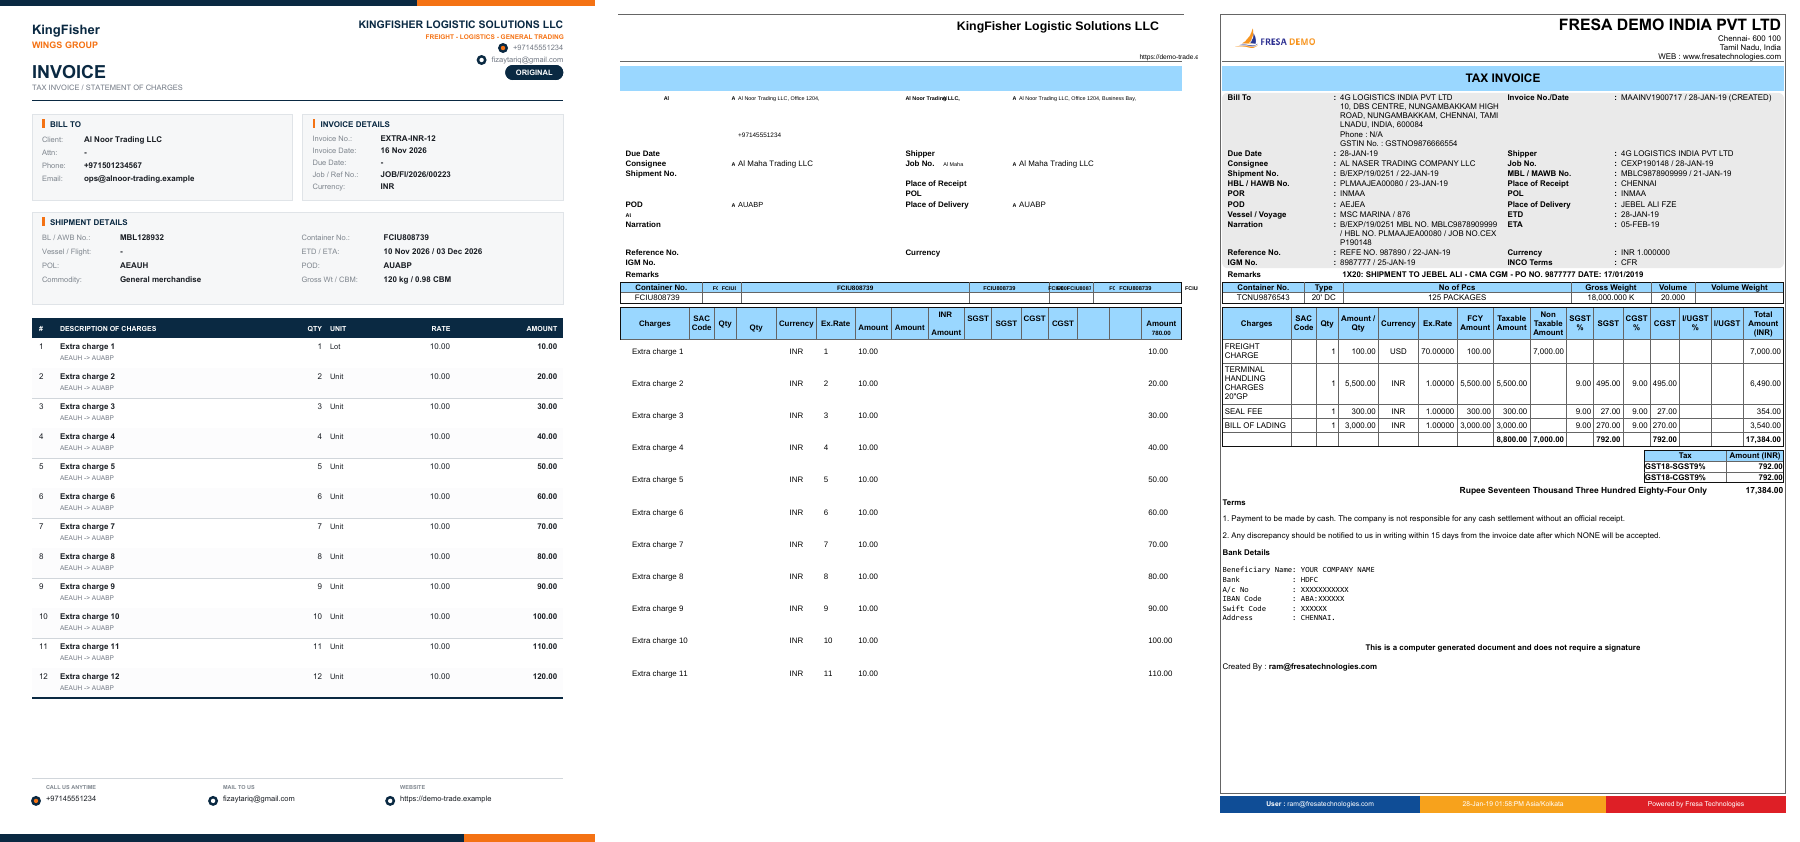 KingFisher
WINGS GROUP
INVOICE
TAX INVOICE / STATEMENT OF CHARGES
KINGFISHER LOGISTIC SOLUTIONS LLC
FREIGHT - LOGISTICS - GENERAL TRADING
+97145551234
fizaytariq@gmail.com
ORIGINAL
BILL TO
Client: Al Noor Trading LLC
Attn: -
Phone: +971501234567
Email: ops@alnoor-trading.example
INVOICE DETAILS
Invoice No.: EXTRA-INR-12
Invoice Date: 16 Nov 2026
Due Date: -
Job / Ref No.: JOB/FI/2026/00223
Currency: INR
SHIPMENT DETAILS
BL / AWB No.: MBL128932 Container No.: FCIU808739
Vessel / Flight: - ETD / ETA: 10 Nov 2026 / 03 Dec 2026
POL: AEAUH POD: AUABP
Commodity: General merchandise Gross Wt / CBM: 120 kg / 0.98 CBM
# DESCRIPTION OF CHARGES QTY UNIT RATE AMOUNT
1 Extra charge 1 1 Lot 10.00 10.00
AEAUH -> AUABP
2 Extra charge 2 2 Unit 10.00 20.00
AEAUH -> AUABP
3 Extra charge 3 3 Unit 10.00 30.00
AEAUH -> AUABP
4 Extra charge 4 4 Unit 10.00 40.00
AEAUH -> AUABP
5 Extra charge 5 5 Unit 10.00 50.00
AEAUH -> AUABP
6 Extra charge 6 6 Unit 10.00 60.00
AEAUH -> AUABP
7 Extra charge 7 7 Unit 10.00 70.00
AEAUH -> AUABP
8 Extra charge 8 8 Unit 10.00 80.00
AEAUH -> AUABP
9 Extra charge 9 9 Unit 10.00 90.00
AEAUH -> AUABP
10 Extra charge 10 10 Unit 10.00 100.00
AEAUH -> AUABP
11 Extra charge 11 11 Unit 10.00 110.00
AEAUH -> AUABP
12 Extra charge 12 12 Unit 10.00 120.00
AEAUH -> AUABP
CALL US ANYTIME MAIL TO US WEBSITE
+97145551234 fizaytariq@gmail.com https://demo-trade.example
KingFisher Logistic Solutions LLC
https://demo-trade.e
Al A Al Noor Trading LLC, Office 1204, Al Noor Trading LLC, A Al Noor Trading LLC, Office 1204, Business Bay,
+97145551234
Due Date Shipper
Consignee A Al Maha Trading LLC Job No. Al Maha A Al Maha Trading LLC
Shipment No.
Place of Receipt
POL
POD A AUABP Place of Delivery A AUABP
Al
Narration
Reference No. Currency
IGM No.
Remarks
Container No. FCIU808739 FCIU808739 FCIU808739
FCIU808739
Charges SAC Code Qty Qty Currency Ex.Rate Amount Amount INR Amount SGST SGST CGST CGST Amount 780.00
Extra charge 1 INR 1 10.00 10.00
Extra charge 2 INR 2 10.00 20.00
Extra charge 3 INR 3 10.00 30.00
Extra charge 4 INR 4 10.00 40.00
Extra charge 5 INR 5 10.00 50.00
Extra charge 6 INR 6 10.00 60.00
Extra charge 7 INR 7 10.00 70.00
Extra charge 8 INR 8 10.00 80.00
Extra charge 9 INR 9 10.00 90.00
Extra charge 10 INR 10 10.00 100.00
Extra charge 11 INR 11 10.00 110.00
FRESA DEMO
FRESA DEMO INDIA PVT LTD
Chennai- 600 100
Tamil Nadu, India
WEB : www.fresatechnologies.com
TAX INVOICE
Bill To : 4G LOGISTICS INDIA PVT LTD Invoice No./Date : MAAINV1900717 / 28-JAN-19 (CREATED)
10, DBS CENTRE, NUNGAMBAKKAM HIGH
ROAD, NUNGAMBAKKAM, CHENNAI, TAMI
LNADU, INDIA, 600084
Phone : N/A
GSTIN No. : GSTNO9876666554
Due Date : 28-JAN-19 Shipper : 4G LOGISTICS INDIA PVT LTD
Consignee : AL NASER TRADING COMPANY LLC Job No. : CEXP190148 / 28-JAN-19
Shipment No. : B/EXP/19/0251 / 22-JAN-19 MBL / MAWB No. : MBLC9878909999 / 21-JAN-19
HBL / HAWB No. : PLMAAJEA00080 / 23-JAN-19 Place of Receipt : CHENNAI
POR : INMAA POL : INMAA
POD : AEJEA Place of Delivery : JEBEL ALI FZE
Vessel / Voyage : MSC MARINA / 876 ETD : 28-JAN-19
Narration : B/EXP/19/0251 MBL NO. MBLC9878909999 ETA : 05-FEB-19
/ HBL NO. PLMAAJEA00080 / JOB NO.CEX
P190148
Reference No. : REFE NO. 987890 / 22-JAN-19 Currency : INR 1.000000
IGM No. : 8987777 / 25-JAN-19 INCO Terms : CFR
Remarks 1X20: SHIPMENT TO JEBEL ALI - CMA CGM - PO NO. 9877777 DATE: 17/01/2019
Container No. Type No of Pcs Gross Weight Volume Volume Weight
TCNU9876543 20' DC 125 PACKAGES 18,000.000 K 20.000
Charges SAC Code Qty Amount / Qty Currency Ex.Rate FCY Amount Taxable Amount Non Taxable Amount SGST % SGST CGST % CGST I/UGST % I/UGST Total Amount (INR)
FREIGHT CHARGE 1 100.00 USD 70.00000 100.00 7,000.00 7,000.00
TERMINAL HANDLING CHARGES 20"GP 1 5,500.00 INR 1.00000 5,500.00 5,500.00 9.00 495.00 9.00 495.00 6,490.00
SEAL FEE 1 300.00 INR 1.00000 300.00 300.00 9.00 27.00 9.00 27.00 354.00
BILL OF LADING 1 3,000.00 INR 1.00000 3,000.00 3,000.00 9.00 270.00 9.00 270.00 3,540.00
8,800.00 7,000.00 792.00 792.00 17,384.00
Tax Amount (INR)
GST18-SGST9% 792.00
GST18-CGST9% 792.00
Rupee Seventeen Thousand Three Hundred Eighty-Four Only 17,384.00
Terms
1. Payment to be made by cash. The company is not responsible for any cash settlement without an official receipt.
2. Any discrepancy should be notified to us in writing within 15 days from the invoice date after which NONE will be accepted.
Bank Details
Beneficiary Name: YOUR COMPANY NAME
Bank : HDFC
A/c No : XXXXXXXXXXX
IBAN Code : ABA:XXXXXX
Swift Code : XXXXXX
Address : CHENNAI.
This is a computer generated document and does not require a signature
Created By : ram@fresatechnologies.com
User : ram@fresatechnologies.com 28-Jan-19 01:58:PM Asia/Kolkata Powered by Fresa Technologies